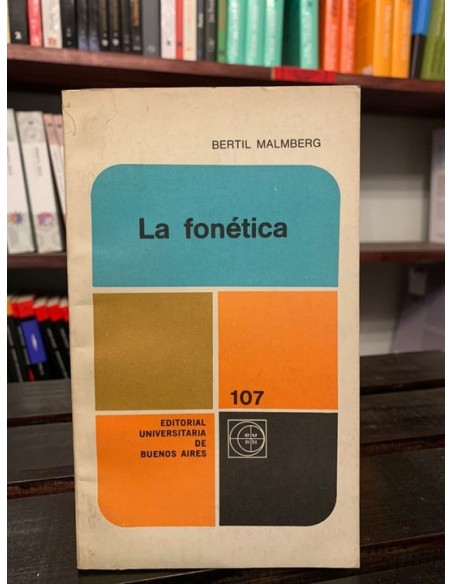 BERTIL MALMBERG
La fonética
107
EDITORIAL
UNIVERSITARIA
DE
BUENOS AIRES